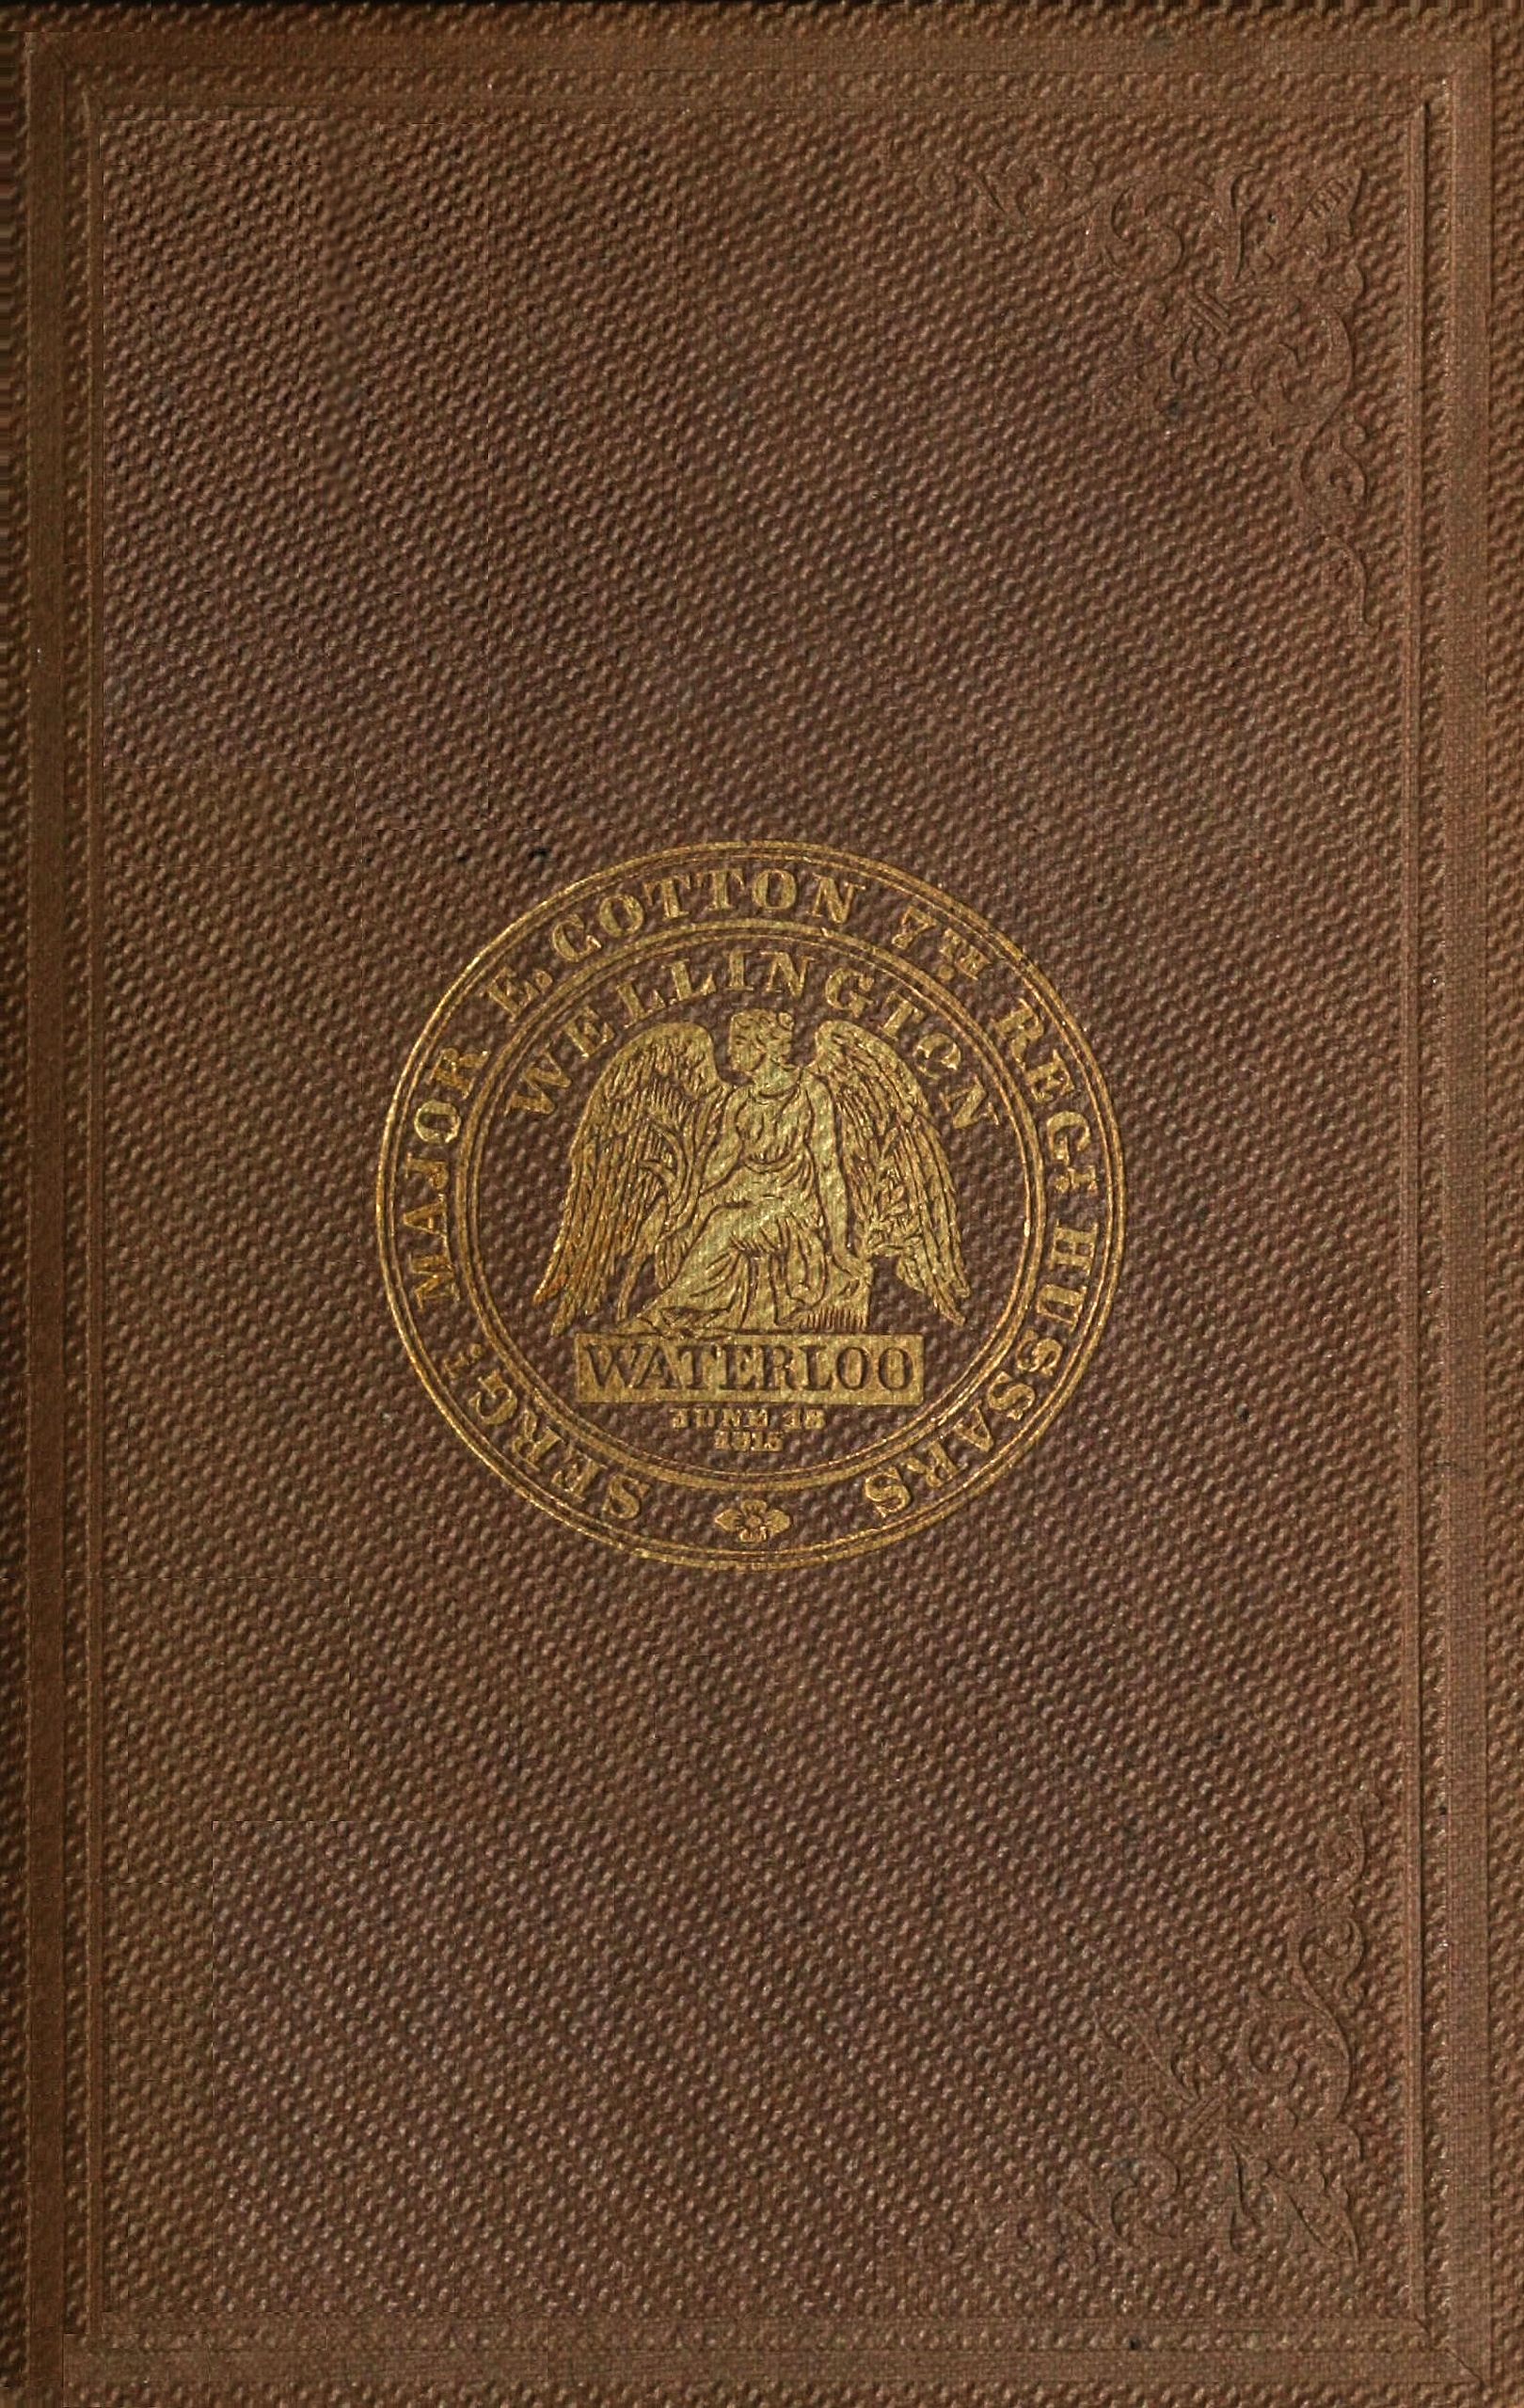 SERGT. MAJOR E. COTTON 7TH REGT. HUSSARS
WELLINGTON
WATERLOO
JUNE 18
1815